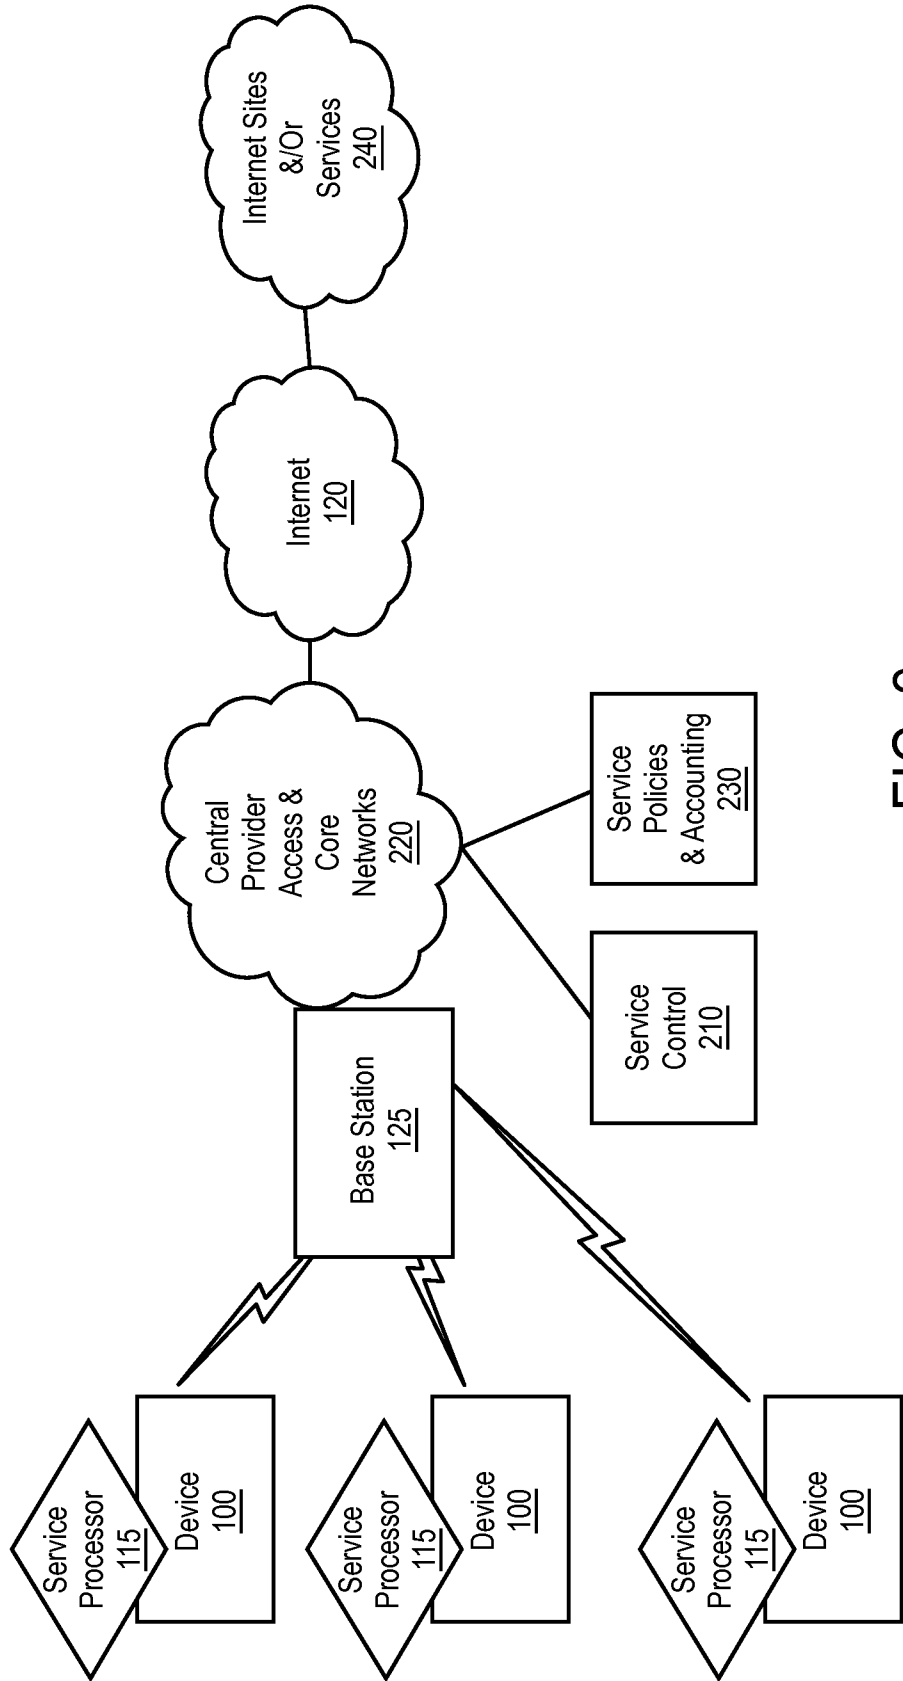 Service
Processor
115
Device
100
Service
Processor
115
Device
100
Service
Processor
115
Device
100
Base Station
125
Central
Provider
Access &
Core
Networks
220
Internet
120
Internet Sites
&/Or
Services
240
Service
Control
210
Service
Policies
& Accounting
230
FIG.